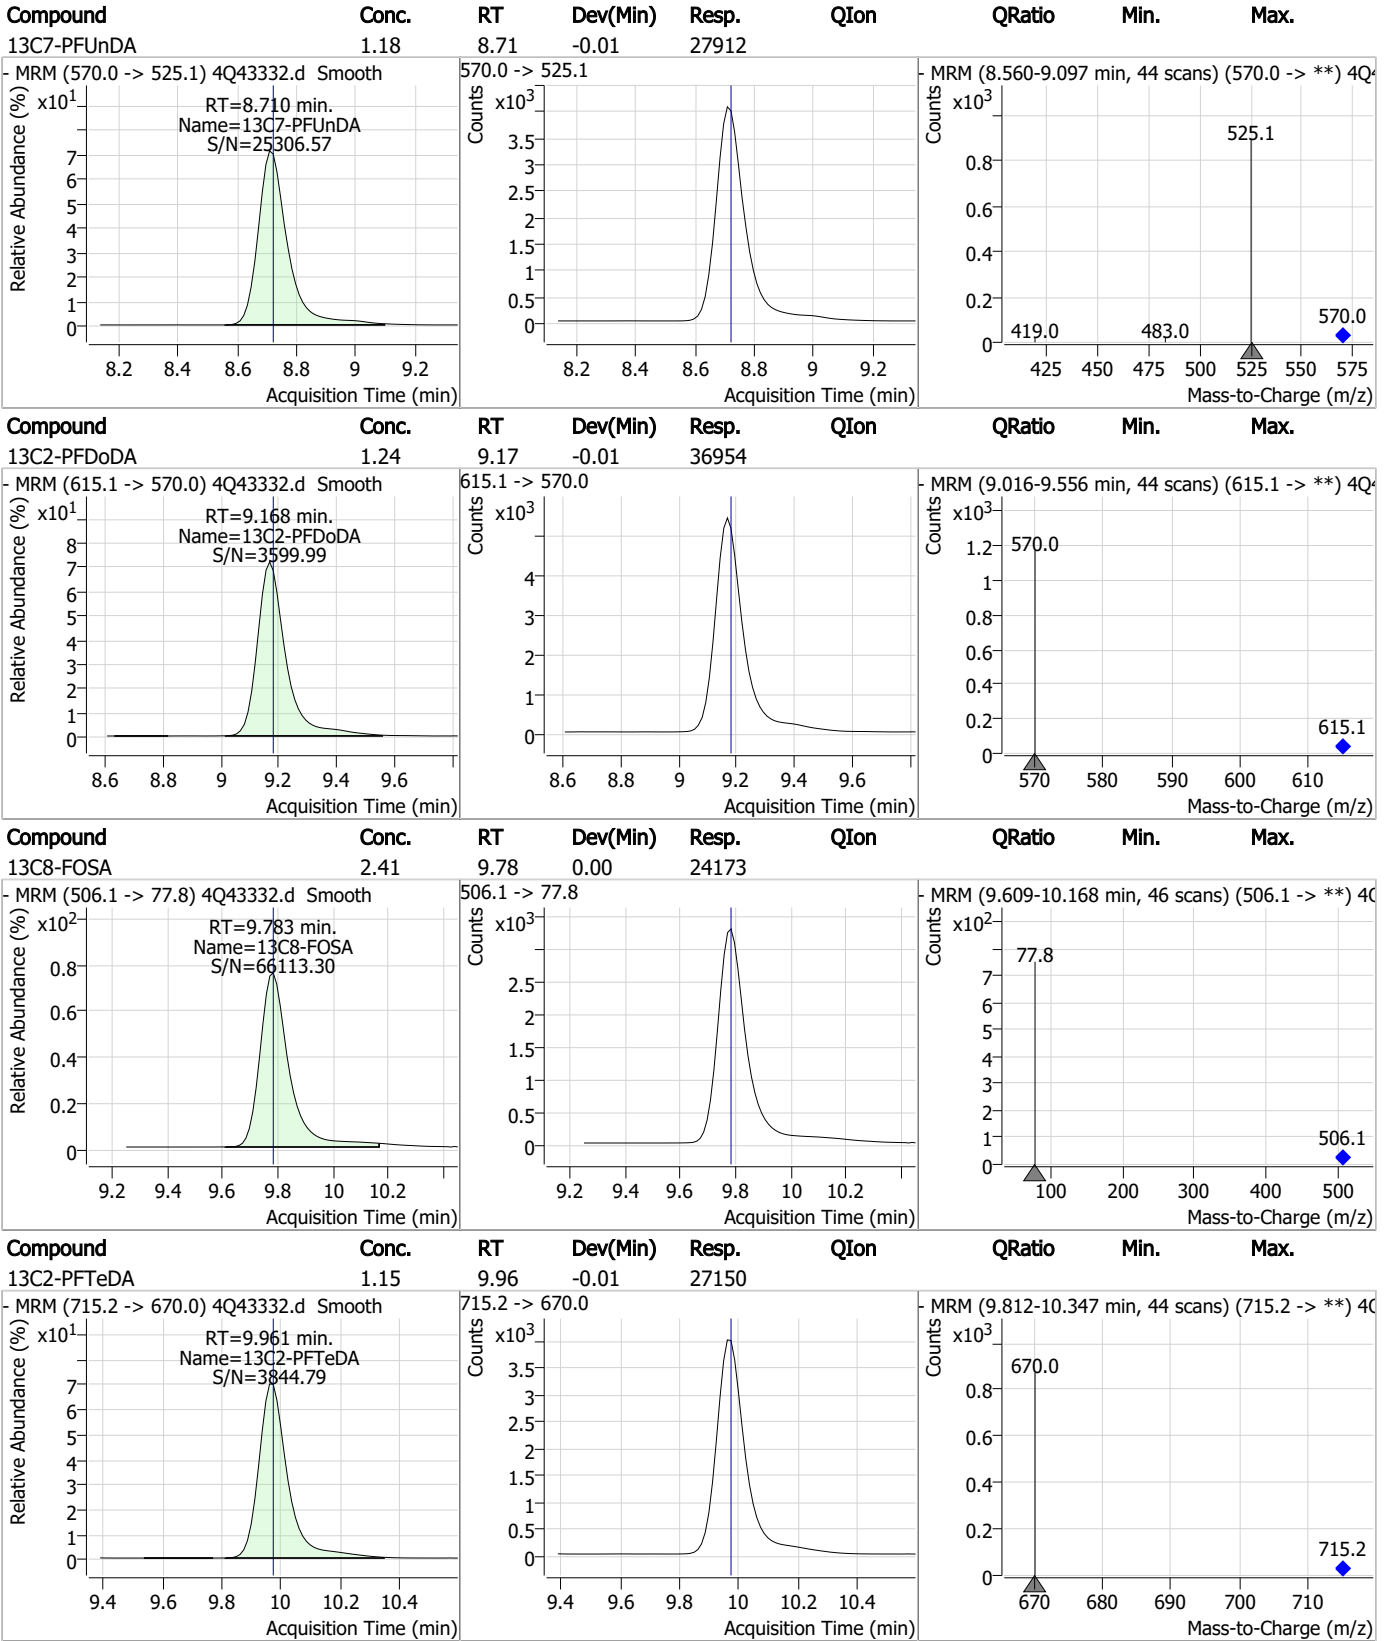 Compound Conc. RT Dev(Min) Resp. QIon QRatio Min. Max.
13C7-PFUnDA 1.18 8.71 -0.01 27912
- MRM (570.0 -> 525.1) 4Q43332.d Smooth
x10¹
RT=8.710 min.
Name=13C7-PFUnDA
S/N=25306.57
Relative Abundance (%)
7
6
5
4
3
2
1
0
8.2 8.4 8.6 8.8 9 9.2
Acquisition Time (min)
570.0 -> 525.1
Counts
x10³
3.5
3
2.5
2
1.5
1
0.5
0
8.2 8.4 8.6 8.8 9 9.2
Acquisition Time (min)
- MRM (8.560-9.097 min, 44 scans) (570.0 -> **) 4Q4
Counts
x10³
525.1
0.8
0.6
0.4
0.2
0
419.0 483.0 570.0
425 450 475 500 525 550 575
Mass-to-Charge (m/z)
Compound Conc. RT Dev(Min) Resp. QIon QRatio Min. Max.
13C2-PFDoDA 1.24 9.17 -0.01 36954
- MRM (615.1 -> 570.0) 4Q43332.d Smooth
x10¹
RT=9.168 min.
Name=13C2-PFDoDA
S/N=3599.99
Relative Abundance (%)
8
7
6
5
4
3
2
1
0
8.6 8.8 9 9.2 9.4 9.6
Acquisition Time (min)
615.1 -> 570.0
Counts
x10³
4
3
2
1
0
8.6 8.8 9 9.2 9.4 9.6
Acquisition Time (min)
- MRM (9.016-9.556 min, 44 scans) (615.1 -> **) 4Q4
Counts
x10³
570.0
1.2
1
0.8
0.6
0.4
0.2
0
615.1
570 580 590 600 610
Mass-to-Charge (m/z)
Compound Conc. RT Dev(Min) Resp. QIon QRatio Min. Max.
13C8-FOSA 2.41 9.78 0.00 24173
- MRM (506.1 -> 77.8) 4Q43332.d Smooth
x10²
RT=9.783 min.
Name=13C8-FOSA
S/N=66113.30
Relative Abundance (%)
0.8
0.6
0.4
0.2
0
9.2 9.4 9.6 9.8 10 10.2
Acquisition Time (min)
506.1 -> 77.8
Counts
x10³
2.5
2
1.5
1
0.5
0
9.2 9.4 9.6 9.8 10 10.2
Acquisition Time (min)
- MRM (9.609-10.168 min, 46 scans) (506.1 -> **) 4Q
Counts
x10²
77.8
7
6
5
4
3
2
1
0
506.1
100 200 300 400 500
Mass-to-Charge (m/z)
Compound Conc. RT Dev(Min) Resp. QIon QRatio Min. Max.
13C2-PFTeDA 1.15 9.96 -0.01 27150
- MRM (715.2 -> 670.0) 4Q43332.d Smooth
x10¹
RT=9.961 min.
Name=13C2-PFTeDA
S/N=3844.79
Relative Abundance (%)
7
6
5
4
3
2
1
0
9.4 9.6 9.8 10 10.2 10.4
Acquisition Time (min)
715.2 -> 670.0
Counts
x10³
3.5
3
2.5
2
1.5
1
0.5
0
9.4 9.6 9.8 10 10.2 10.4
Acquisition Time (min)
- MRM (9.812-10.347 min, 44 scans) (715.2 -> **) 4Q
Counts
x10³
670.0
0.8
0.6
0.4
0.2
0
715.2
670 680 690 700 710
Mass-to-Charge (m/z)